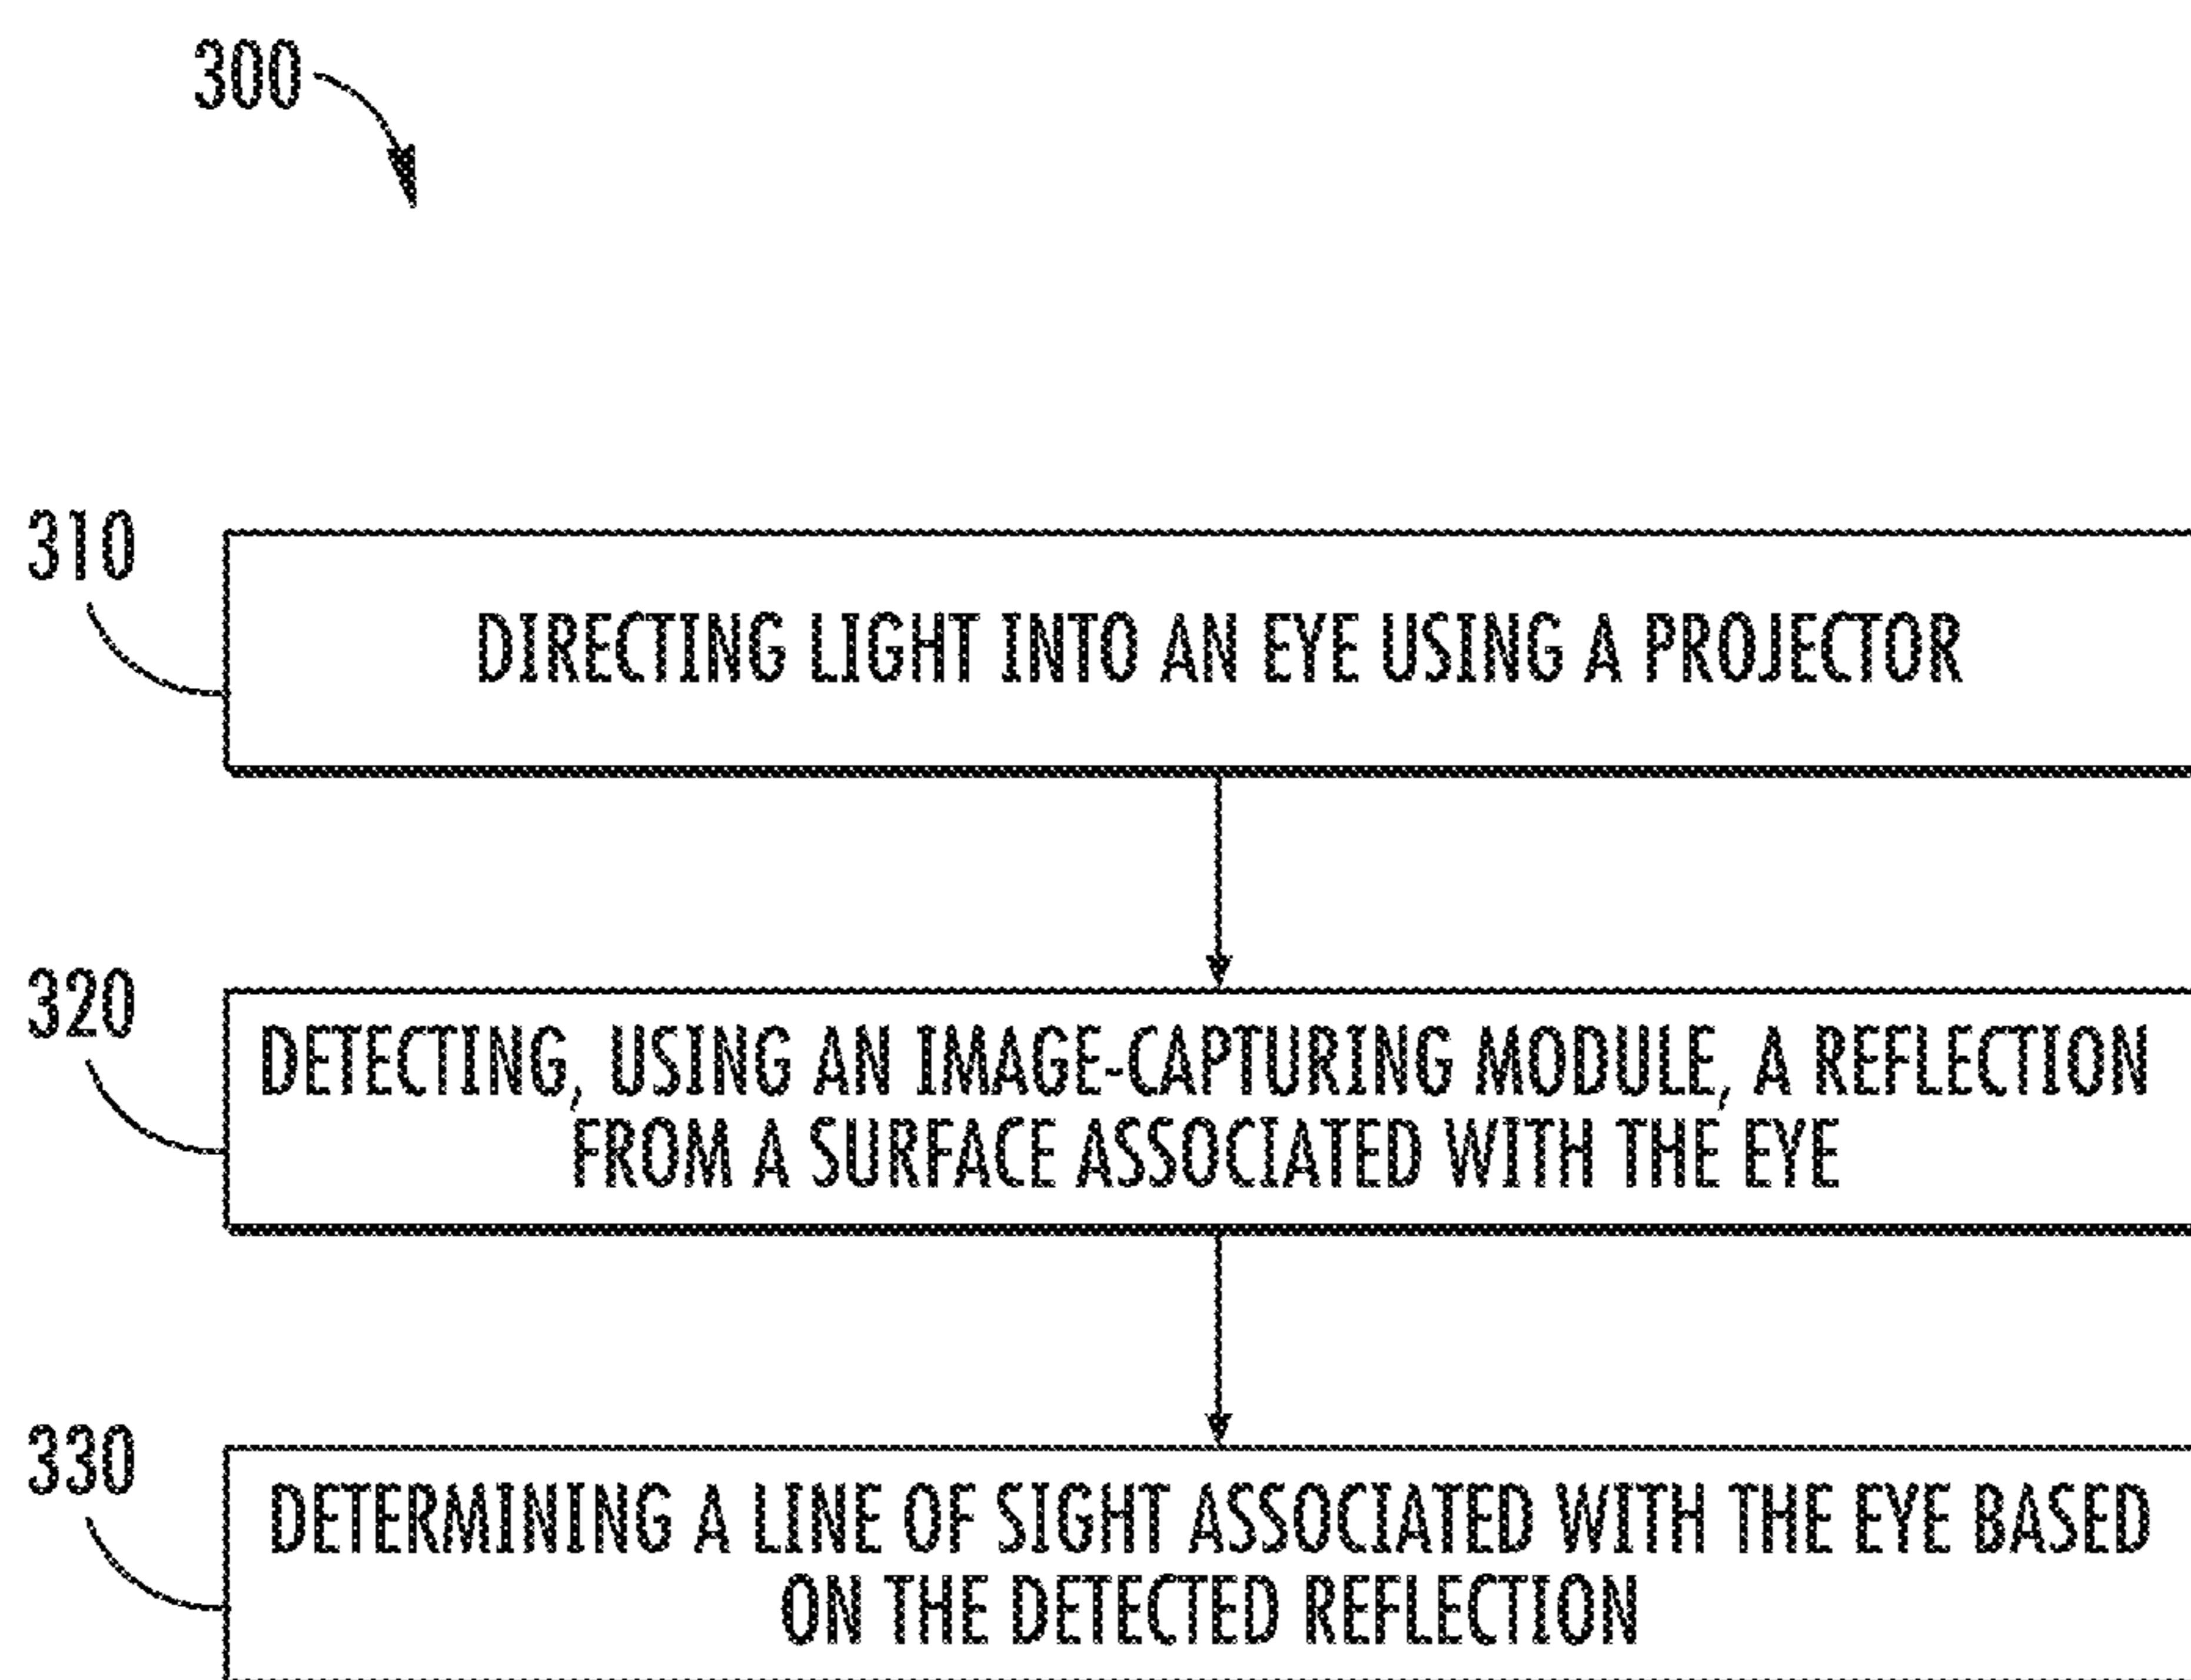 300
310
DIRECTING LIGHT INTO AN EYE USING A PROJECTOR
320
DETECTING, USING AN IMAGE-CAPTURING MODULE, A REFLECTION
FROM A SURFACE ASSOCIATED WITH THE EYE
330
DETERMINING A LINE OF SIGHT ASSOCIATED WITH THE EYE BASED
ON THE DETECTED REFLECTION